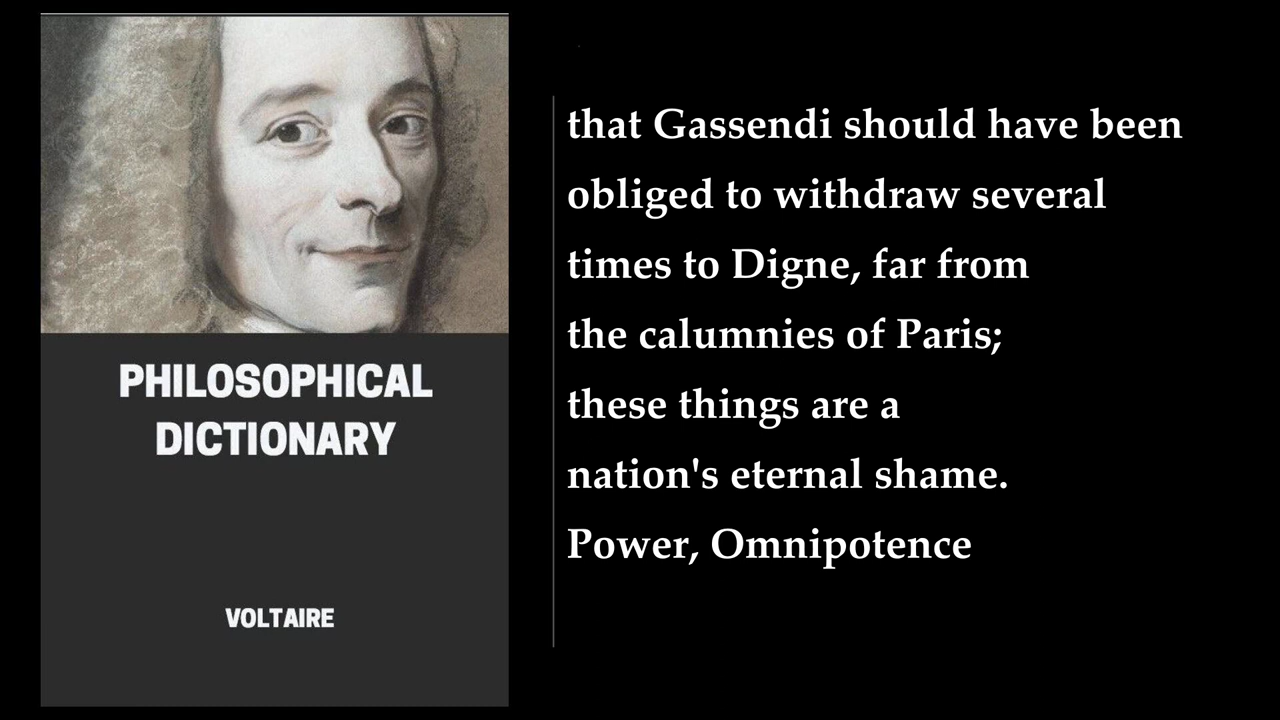 PHILOSOPHICAL
DICTIONARY
VOLTAIRE
that Gassendi should have been
obliged to withdraw several
times to Digne, far from
the calumnies of Paris;
these things are a
nation's eternal shame.
Power, Omnipotence